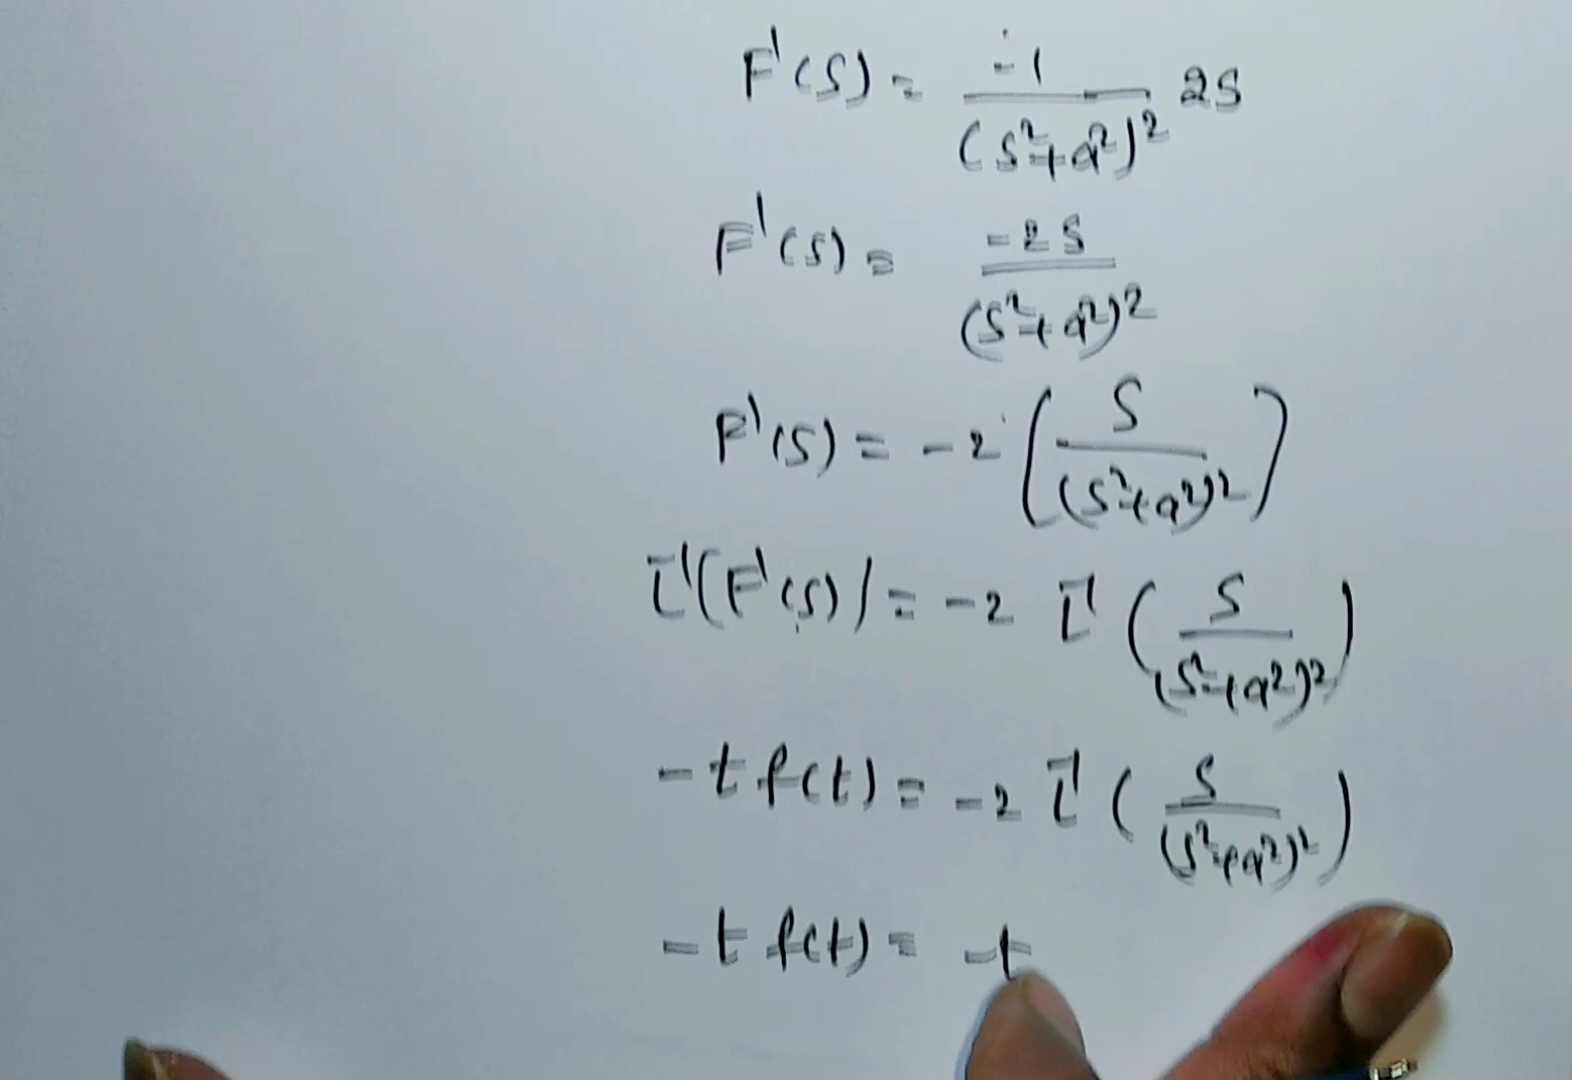 F'(S) = -1/(S²+a²)² 2S
F'(S) = -2S/(S²+a²)²
F'(S) = -2 (S/(S²+a²)²)
L⁻¹(F'(S)) = -2 L⁻¹ (S/(S²+a²)²)
-t f(t) = -2 L⁻¹ (S/(S²+a²)²)
-t f(t) = -t